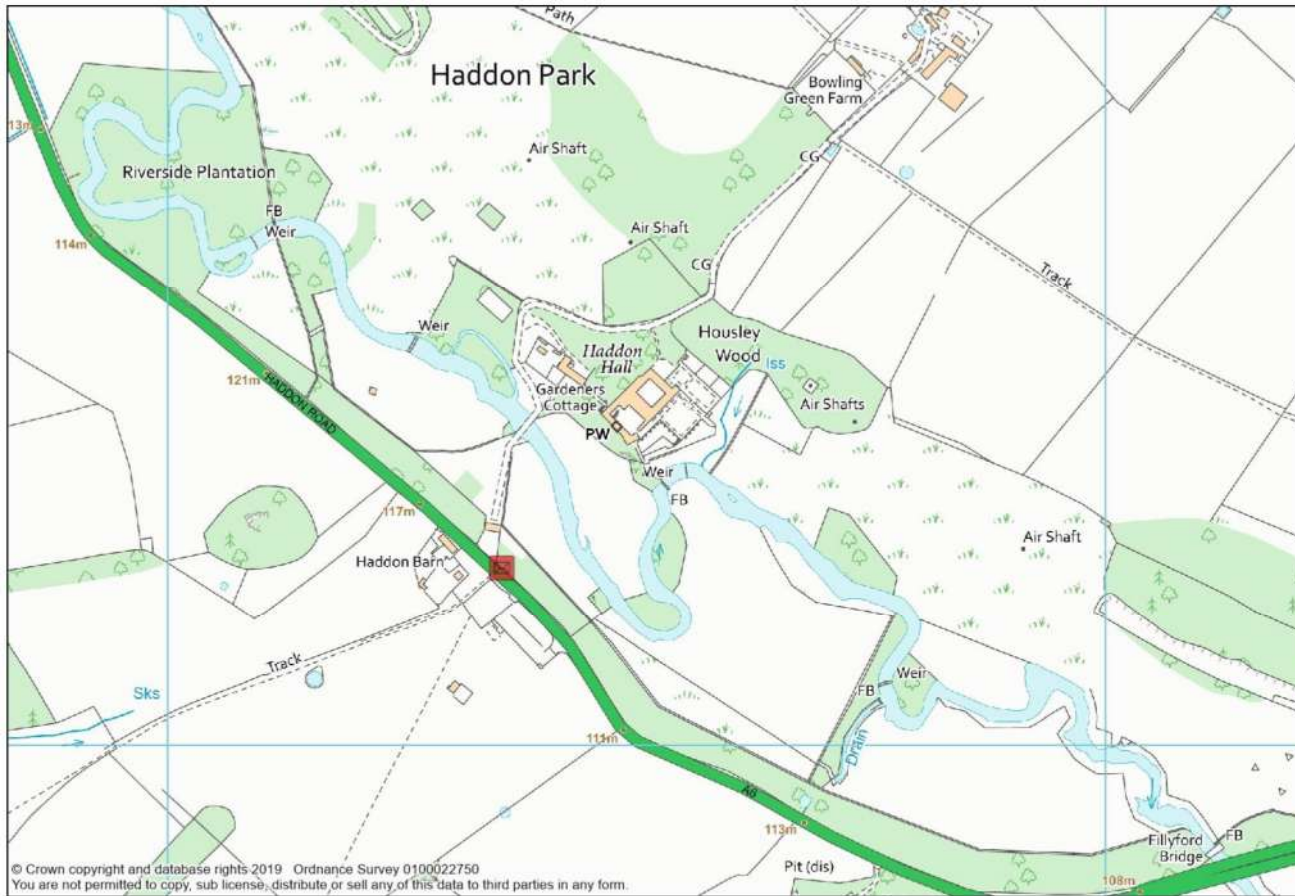 Path
Haddon Park
Bowling
Green Farm
13m
Air Shaft
CG
Riverside Plantation
FB
Weir
Air Shaft
114m
CG
Track
Weir
Housley
Wood
Haddon
Hall
Iss
121m
HADDON ROAD
Gardeners
Cottage
Air Shafts
PW
Weir
FB
117m
Air Shaft
Haddon Barn
Track
Sks
Weir
FB
Drain
111m
A6
113m
Fillyford
Bridge
FB
Pit (dis)
108m
© Crown copyright and database rights 2019 Ordnance Survey 0100022750
You are not permitted to copy, sub license, distribute or sell any of this data to third parties in any form.